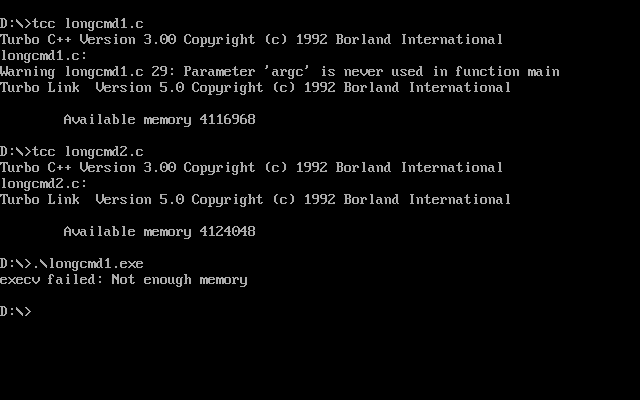 D:\>tcc longcmd1.c
Turbo C++ Version 3.00 Copyright (c) 1992 Borland International
longcmd1.c:
Warning longcmd1.c 29: Parameter 'argc' is never used in function main
Turbo Link  Version 5.0 Copyright (c) 1992 Borland International
        Available memory 4116968
D:\>tcc longcmd2.c
Turbo C++ Version 3.00 Copyright (c) 1992 Borland International
longcmd2.c:
Turbo Link  Version 5.0 Copyright (c) 1992 Borland International
        Available memory 4124048
D:\>.\longcmd1.exe
execv failed: Not enough memory
D:\>